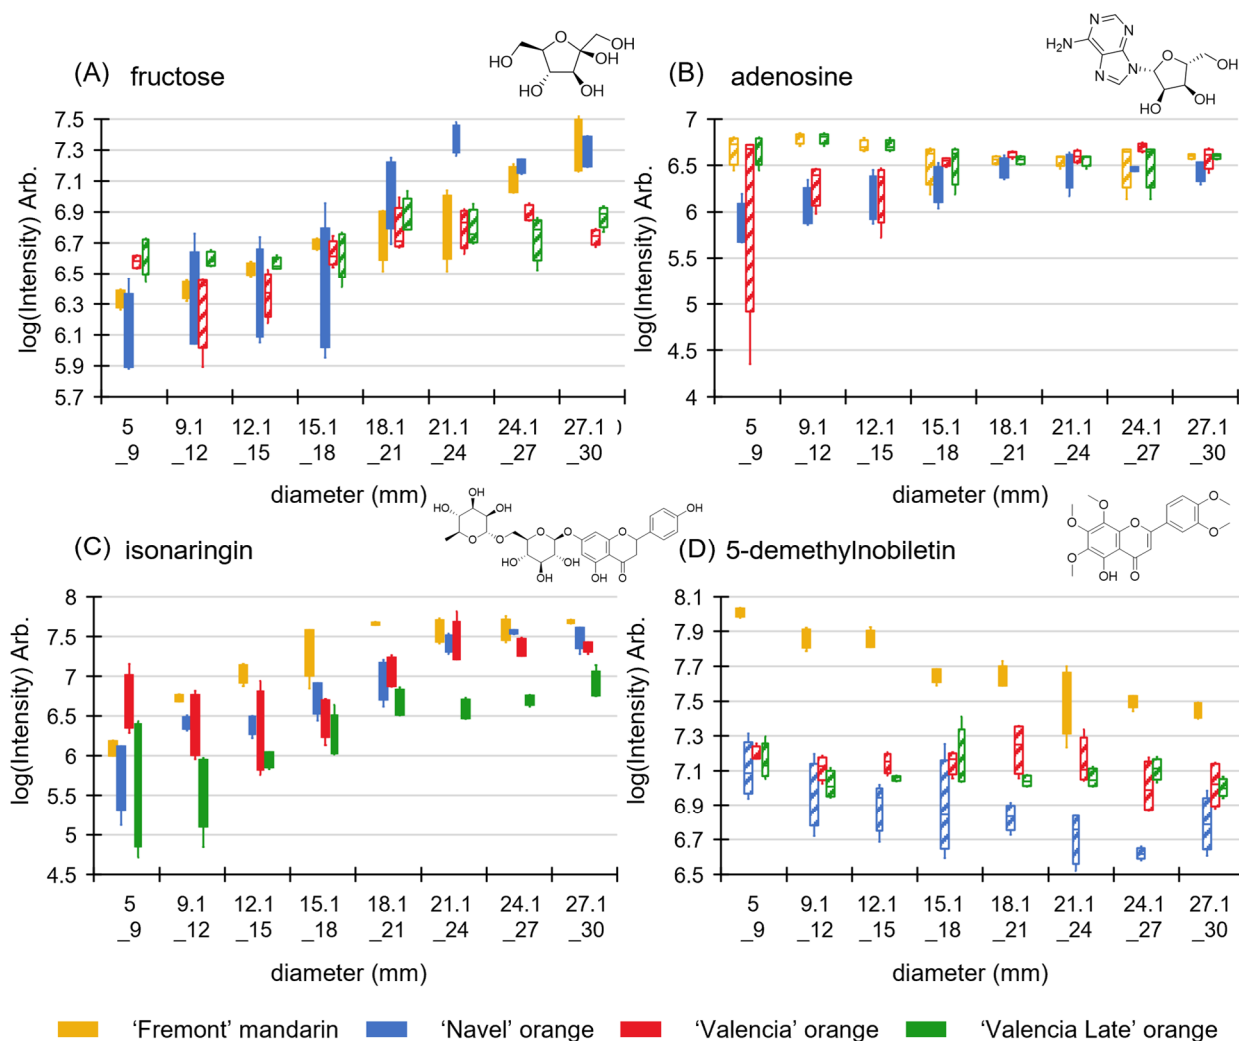 (A) fructose
HO
O
OH
OH
HO
OH
log(Intensity) Arb.
7.5
7.3
7.1
6.9
6.7
6.5
6.3
6.1
5.9
5.7
5 9.1 12.1 15.1 18.1 21.1 24.1 27.1 )
_9 _12 _15 _18 _21 _24 _27 _30
diameter (mm)
(B) adenosine
N
N
H2N
N
N
O
OH
HO
OH
log(Intensity) Arb.
7
6.5
6
5.5
5
4.5
4
5 9.1 12.1 15.1 18.1 21.1 24.1 27.1
_9 _12 _15 _18 _21 _24 _27 _30
diameter (mm)
(C) isonaringin
OH
HO
OH
O
O
O
O
O
OH
HO
OH
OH
OH
O
log(Intensity) Arb.
8
7.5
7
6.5
6
5.5
5
4.5
5 9.1 12.1 15.1 18.1 21.1 24.1 27.1
_9 _12 _15 _18 _21 _24 _27 _30
diameter (mm)
(D) 5-demethylnobiletin
O
O
O
O
O
O
OH
O
log(Intensity) Arb.
8.1
7.9
7.7
7.5
7.3
7.1
6.9
6.7
6.5
5 9.1 12.1 15.1 18.1 21.1 24.1 27.1
_9 _12 _15 _18 _21 _24 _27 _30
diameter (mm)
‘Fremont’ mandarin ‘Navel’ orange ‘Valencia’ orange ‘Valencia Late’ orange